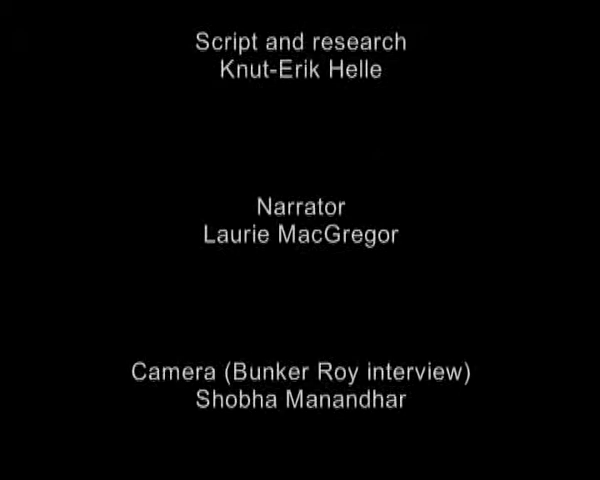 Script and research
Knut-Erik Helle
Narrator
Laurie MacGregor
Camera (Bunker Roy interview)
Shobha Manandhar